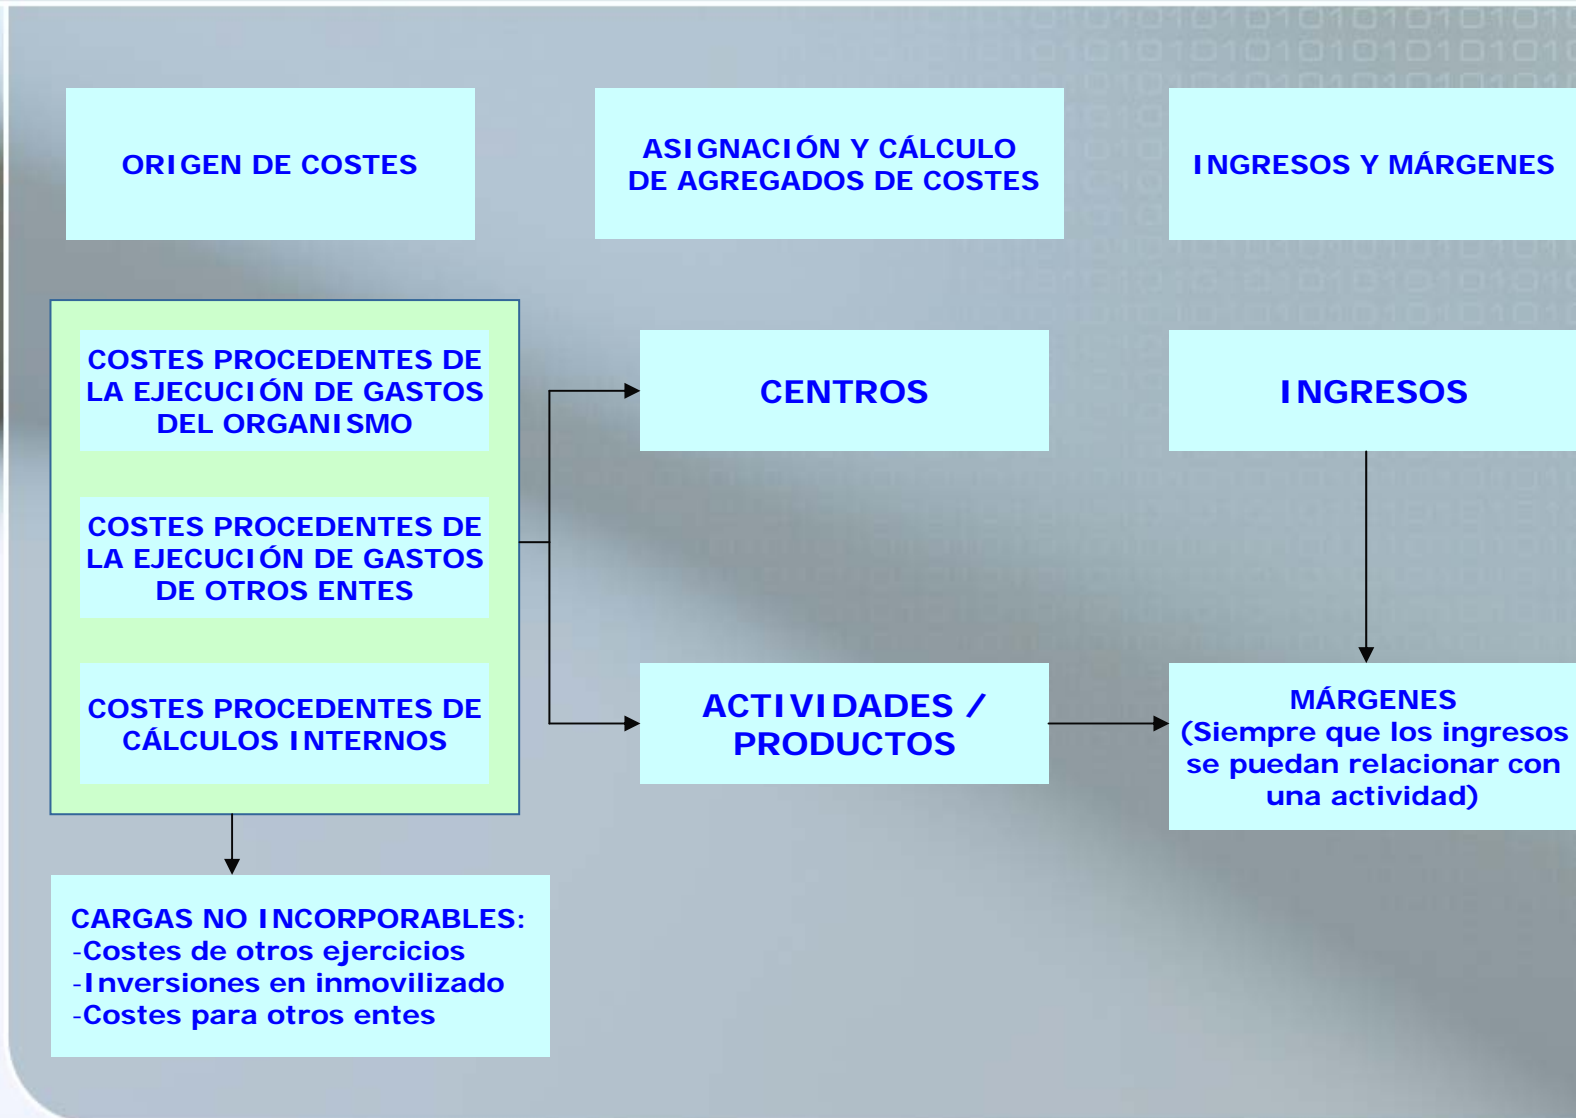 ORIGEN DE COSTES
ASIGNACIÓN Y CÁLCULO
DE AGREGADOS DE COSTES
INGRESOS Y MÁRGENES
COSTES PROCEDENTES DE
LA EJECUCIÓN DE GASTOS
DEL ORGANISMO
CENTROS
INGRESOS
COSTES PROCEDENTES DE
LA EJECUCIÓN DE GASTOS
DE OTROS ENTES
COSTES PROCEDENTES DE
CÁLCULOS INTERNOS
ACTIVIDADES /
PRODUCTOS
MÁRGENES
(Siempre que los ingresos
se puedan relacionar con
una actividad)
CARGAS NO INCORPORABLES:
-Costes de otros ejercicios
-Inversiones en inmovilizado
-Costes para otros entes